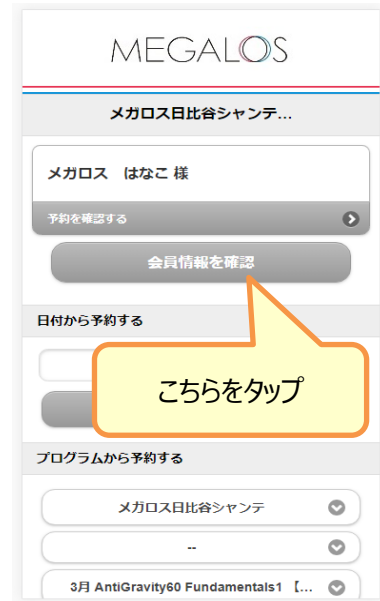 MEGALOS
メガロス日比谷シャンテ...
メガロス　はなこ 様
予約を確認する
会員情報を確認
日付から予約する
こちらをタップ
プログラムから予約する
メガロス日比谷シャンテ
--
3月 AntiGravity60 Fundamentals1 【...